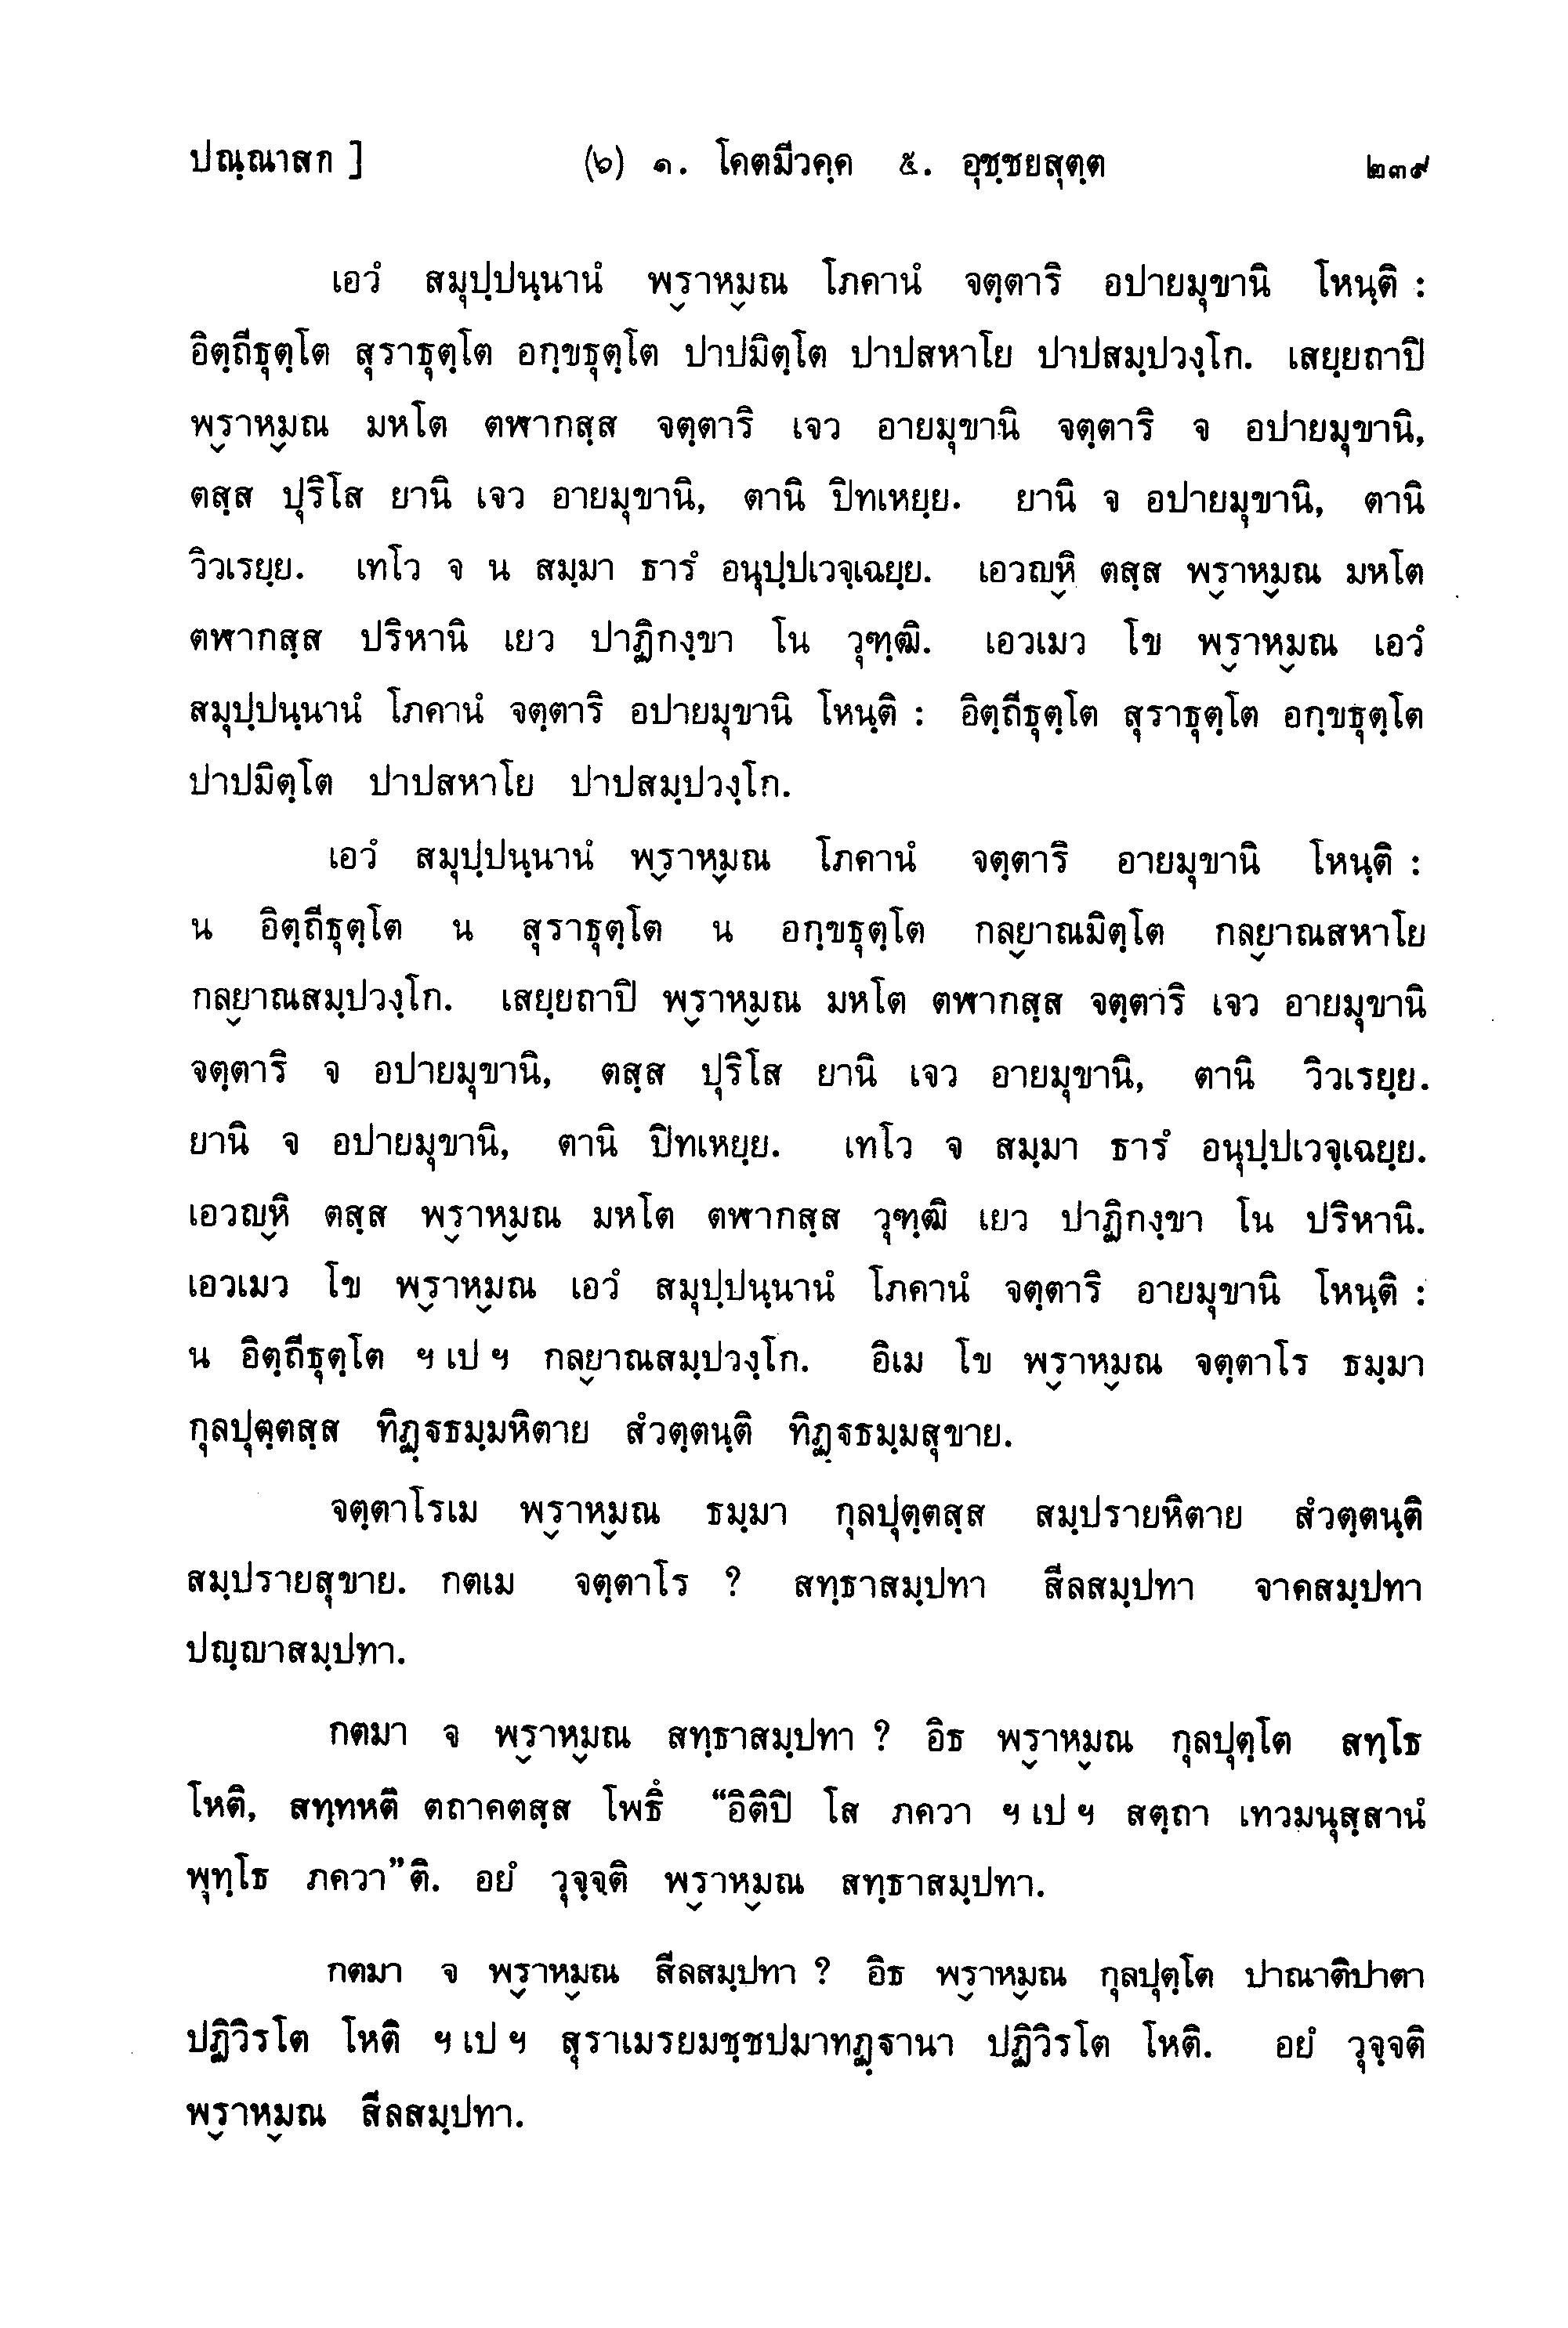 ปณฺณาสก ] (๖) ๑. โคตมีวคฺค ๕. อุชฺชยสุตฺต ๒๓๙
เอวํ สมุปฺปนฺนานํ พฺราหฺมณ โภคานํ จตฺตาริ อปายมุขานิ โหนฺติ :
อิตฺถีธุตฺโต สุราธุตฺโต อกฺขธุตฺโต ปาปมิตฺโต ปาปสหาโย ปาปสมฺปวงฺโก. เสยฺยถาปิ
พฺราหฺมณ มหโต ตฬากสฺส จตฺตาริ เจว อายมุขานิ จตฺตาริ จ อปายมุขานิ,
ตสฺส ปุริโส ยานิ เจว อายมุขานิ, ตานิ ปิทเหยฺย. ยานิ จ อปายมุขานิ, ตานิ
วิวเรยฺย. เทโว จ น สมฺมา ธารํ อนุปฺปเวจฺเฉยฺย. เอวญฺหิ ตสฺส พฺราหฺมณ มหโต
ตฬากสฺส ปริหานิ เยว ปาฏิกงฺขา โน วุฑฺฒิ. เอวเมว โข พฺราหฺมณ เอวํ
สมุปฺปนฺนานํ โภคานํ จตฺตาริ อปายมุขานิ โหนฺติ : อิตฺถีธุตฺโต สุราธุตฺโต อกฺขธุตฺโต
ปาปมิตฺโต ปาปสหาโย ปาปสมฺปวงฺโก.
เอวํ สมุปฺปนฺนานํ พฺราหฺมณ โภคานํ จตฺตาริ อายมุขานิ โหนฺติ :
น อิตฺถีธุตฺโต น สุราธุตฺโต น อกฺขธุตฺโต กลฺยาณมิตฺโต กลฺยาณสหาโย
กลฺยาณสมฺปวงฺโก. เสยฺยถาปิ พฺราหฺมณ มหโต ตฬากสฺส จตฺตาริ เจว อายมุขานิ
จตฺตาริ จ อปายมุขานิ, ตสฺส ปุริโส ยานิ เจว อายมุขานิ, ตานิ วิวเรยฺย.
ยานิ จ อปายมุขานิ, ตานิ ปิทเหยฺย. เทโว จ สมฺมา ธารํ อนุปฺปเวจฺเฉยฺย.
เอวญฺหิ ตสฺส พฺราหฺมณ มหโต ตฬากสฺส วุฑฺฒิ เยว ปาฏิกงฺขา โน ปริหานิ.
เอวเมว โข พฺราหฺมณ เอวํ สมุปฺปนฺนานํ โภคานํ จตฺตาริ อายมุขานิ โหนฺติ :
น อิตฺถีธุตฺโต ฯ เป ฯ กลฺยาณสมฺปวงฺโก. อิเม โข พฺราหฺมณ จตฺตาโร ธมฺมา
กุลปุตฺตสฺส ทิฏฺฐธมฺมหิตาย สํวตฺตนฺติ ทิฏฺฐธมฺมสุขาย.
จตฺตาโรเม พฺราหฺมณ ธมฺมา กุลปุตฺตสฺส สมฺปรายหิตาย สํวตฺตนฺติ
สมฺปรายสุขาย. กตเม จตฺตาโร ? สทฺธาสมฺปทา สีลสมฺปทา จาคสมฺปทา
ปญฺญาสมฺปทา.
กตมา จ พฺราหฺมณ สทฺธาสมฺปทา ? อิธ พฺราหฺมณ กุลปุตฺโต สทฺโธ
โหติ, สทฺทหติ ตถาคตสฺส โพธึ “อิติปิ โส ภควา ฯ เป ฯ สตฺถา เทวมนุสฺสานํ
พุทฺโธ ภควา”ติ. อยํ วุจฺจติ พฺราหฺมณ สทฺธาสมฺปทา.
กตมา จ พฺราหฺมณ สีลสมฺปทา ? อิธ พฺราหฺมณ กุลปุตฺโต ปาณาติปาตา
ปฏิวิรโต โหติ ฯ เป ฯ สุราเมรยมชฺชปมาทฏฺฐานา ปฏิวิรโต โหติ. อยํ วุจฺจติ
พฺราหฺมณ สีลสมฺปทา.